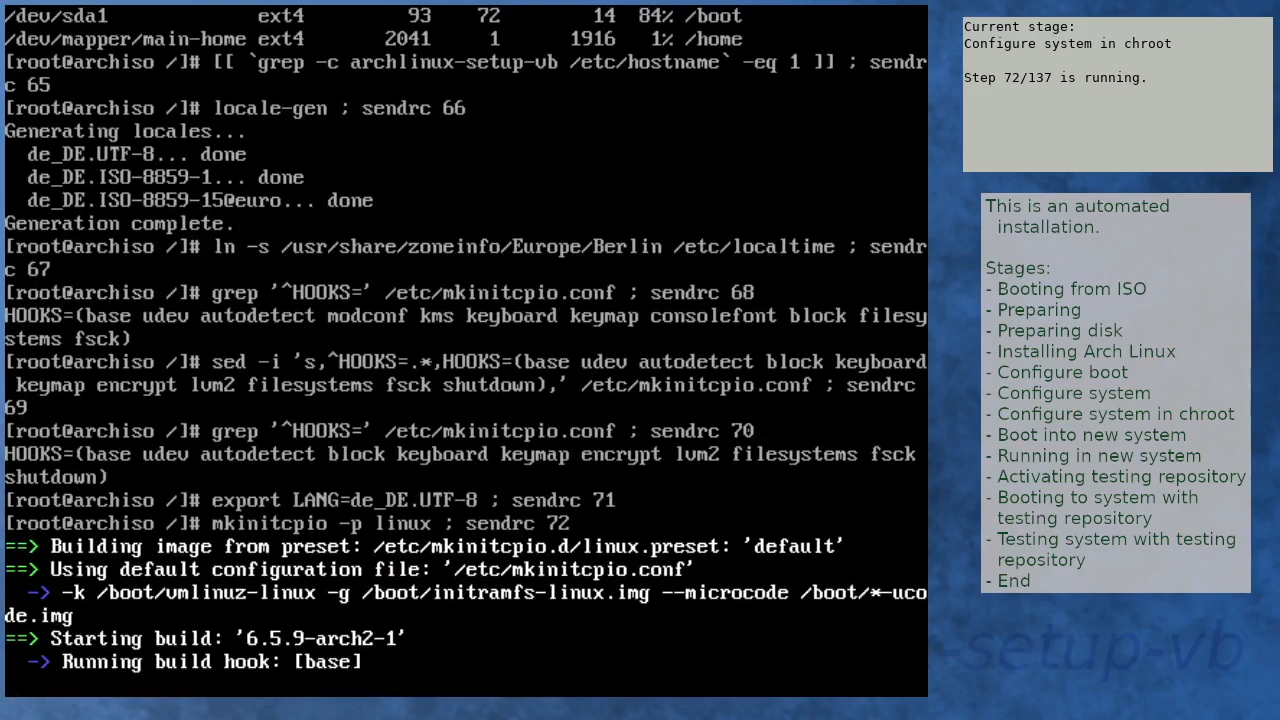 /dev/sda1             ext4         93    72        14  84% /boot
/dev/mapper/main-home ext4       2041     1      1916   1% /home
[root@archiso /]# [[ `grep -c archlinux-setup-vb /etc/hostname` -eq 1 ]] ; sendr
c 65
[root@archiso /]# locale-gen ; sendrc 66
Generating locales...
  de_DE.UTF-8... done
  de_DE.ISO-8859-1... done
  de_DE.ISO-8859-15@euro... done
Generation complete.
[root@archiso /]# ln -s /usr/share/zoneinfo/Europe/Berlin /etc/localtime ; sendr
c 67
[root@archiso /]# grep '^HOOKS=' /etc/mkinitcpio.conf ; sendrc 68
HOOKS=(base udev autodetect modconf kms keyboard keymap consolefont block filesy
stems fsck)
[root@archiso /]# sed -i 's,^HOOKS=.*,HOOKS=(base udev autodetect block keyboard
 keymap encrypt lvm2 filesystems fsck shutdown),' /etc/mkinitcpio.conf ; sendrc
69
[root@archiso /]# grep '^HOOKS=' /etc/mkinitcpio.conf ; sendrc 70
HOOKS=(base udev autodetect block keyboard keymap encrypt lvm2 filesystems fsck
shutdown)
[root@archiso /]# export LANG=de_DE.UTF-8 ; sendrc 71
[root@archiso /]# mkinitcpio -p linux ; sendrc 72
==> Building image from preset: /etc/mkinitcpio.d/linux.preset: 'default'
==> Using default configuration file: '/etc/mkinitcpio.conf'
  -> -k /boot/vmlinuz-linux -g /boot/initramfs-linux.img --microcode /boot/*-uco
de.img
==> Starting build: '6.5.9-arch2-1'
  -> Running build hook: [base]
Current stage:
Configure system in chroot
Step 72/137 is running.
This is an automated
installation.
Stages:
- Booting from ISO
- Preparing
- Preparing disk
- Installing Arch Linux
- Configure boot
- Configure system
- Configure system in chroot
- Boot into new system
- Running in new system
- Activating testing repository
- Booting to system with
testing repository
- Testing system with testing
repository
- End
-setup-vb